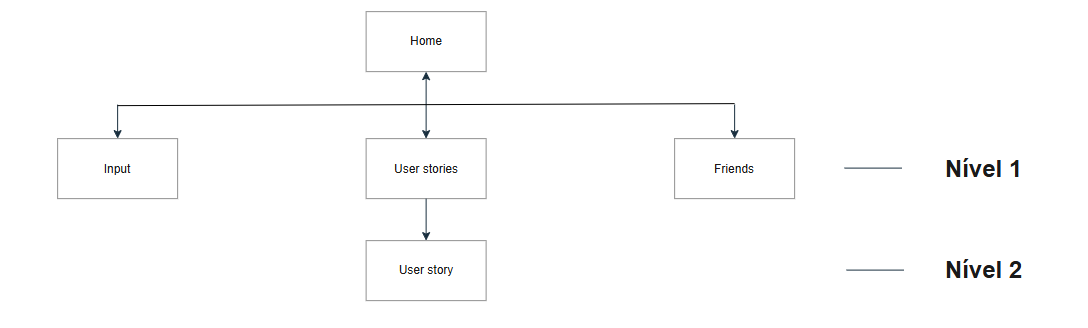 Home
Input
User stories
Friends
Nível 1
User story
Nível 2